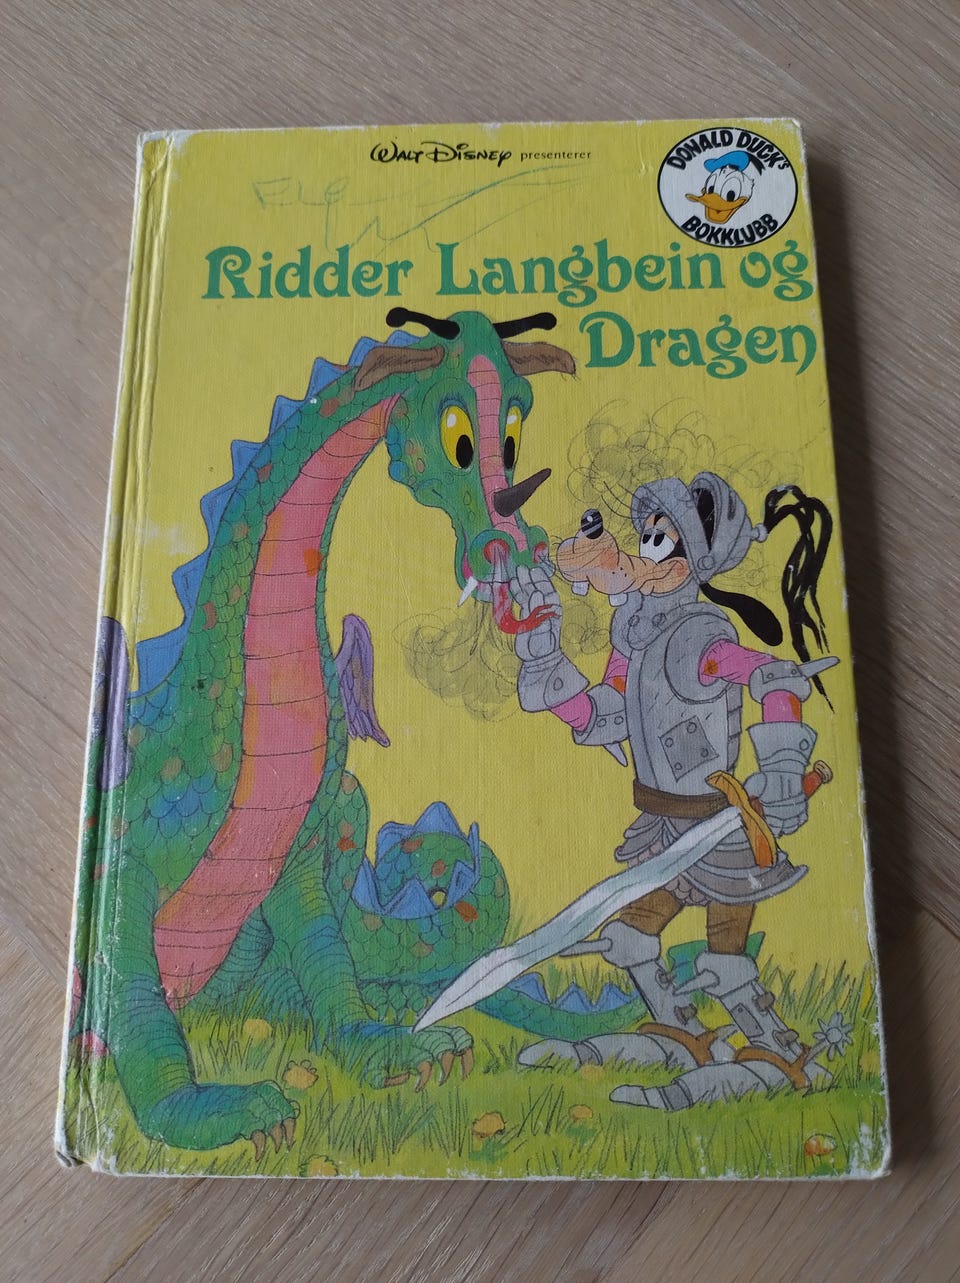 WALT DISNEY presenterer
DONALD DUCK's
BOKKLUBB
Ridder Langbein og
Dragen